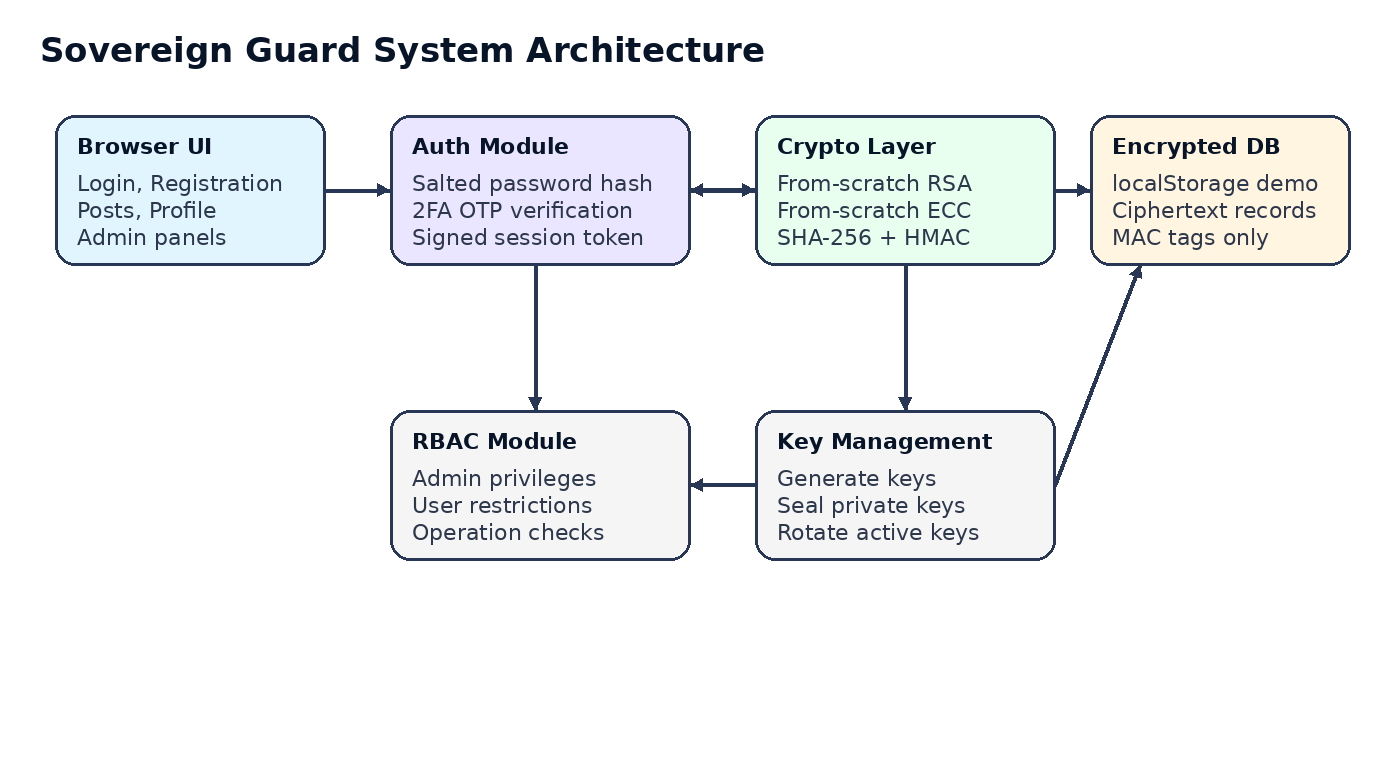 Sovereign Guard System Architecture
Browser UI
Login, Registration
Posts, Profile
Admin panels
Auth Module
Salted password hash
2FA OTP verification
Signed session token
Crypto Layer
From-scratch RSA
From-scratch ECC
SHA-256 + HMAC
Encrypted DB
localStorage demo
Ciphertext records
MAC tags only
RBAC Module
Admin privileges
User restrictions
Operation checks
Key Management
Generate keys
Seal private keys
Rotate active keys